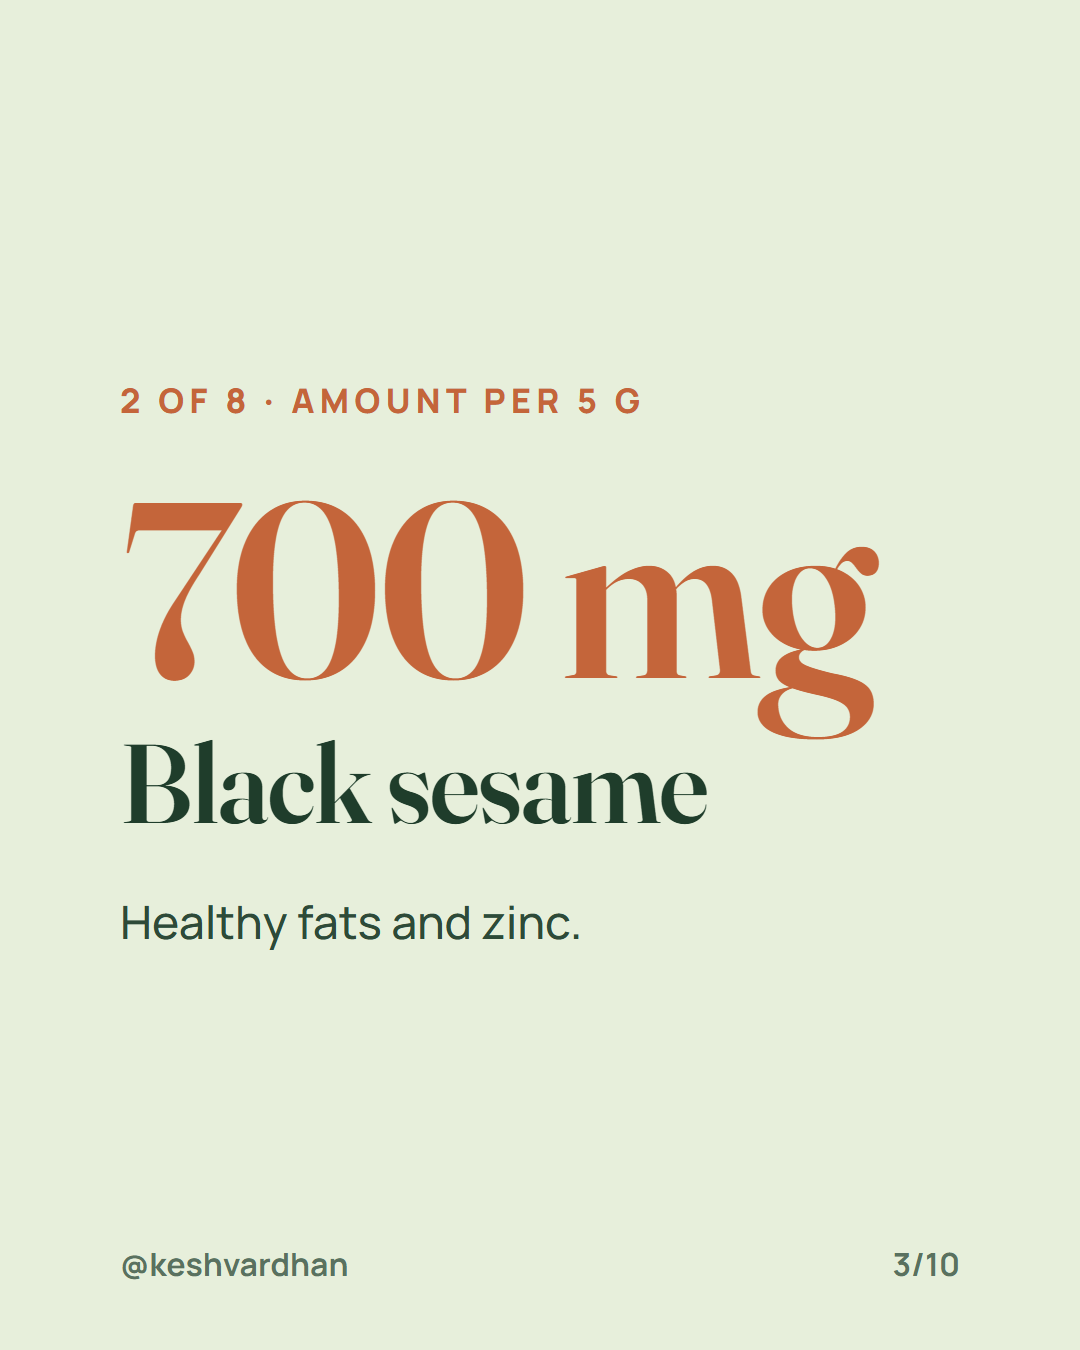 2 OF 8 · AMOUNT PER 5 G
700 mg
Black sesame
Healthy fats and zinc.
@keshvardhan
3/10